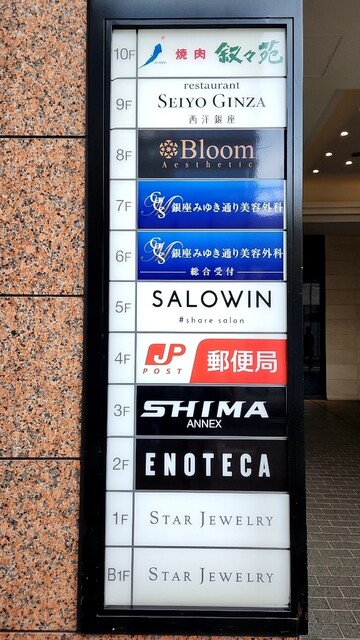 10F 焼肉 叙々苑
9F restaurant
SEIYO GINZA
西洋銀座
8F Bloom
Aesthetic
7F 銀座みゆき通り美容外科
6F 銀座みゆき通り美容外科
総合受付
5F SALOWIN
#share salon
4F JP POST 郵便局
3F SHIMA
ANNEX
2F ENOTECA
1F STAR JEWELRY
B1F STAR JEWELRY